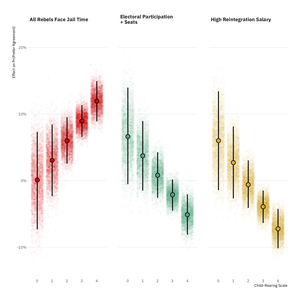 All Rebels Face Jail Time
Electoral Participation
+ Seats
High Reintegration Salary
Effect on Pr(Prefer Agreement)
20%
10%
0%
-10%
0 1 2 3 4
0 1 2 3 4
0 1 2 3 4
Child-Rearing Scale